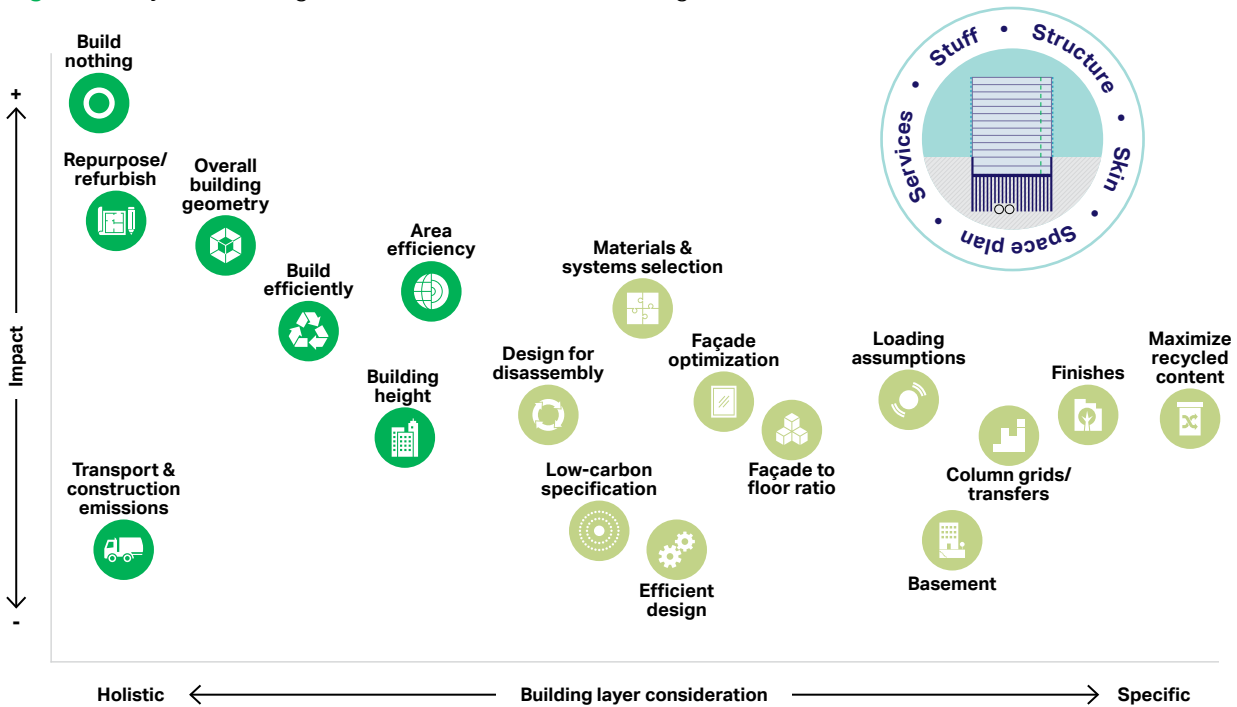 Build
nothing
+
Repurpose/
refurbish
Overall
building
geometry
Build
efficiently
Area
efficiency
Building
height
Transport &
construction
emissions
Materials &
systems selection
Design for
disassembly
Façade
optimization
Façade to
floor ratio
Low-carbon
specification
Efficient
design
Loading
assumptions
Column grids/
transfers
Basement
Finishes
Maximize
recycled
content
Stuff • Structure • Skin • Space plan • Services •
Impact
-
Holistic
Building layer consideration
Specific